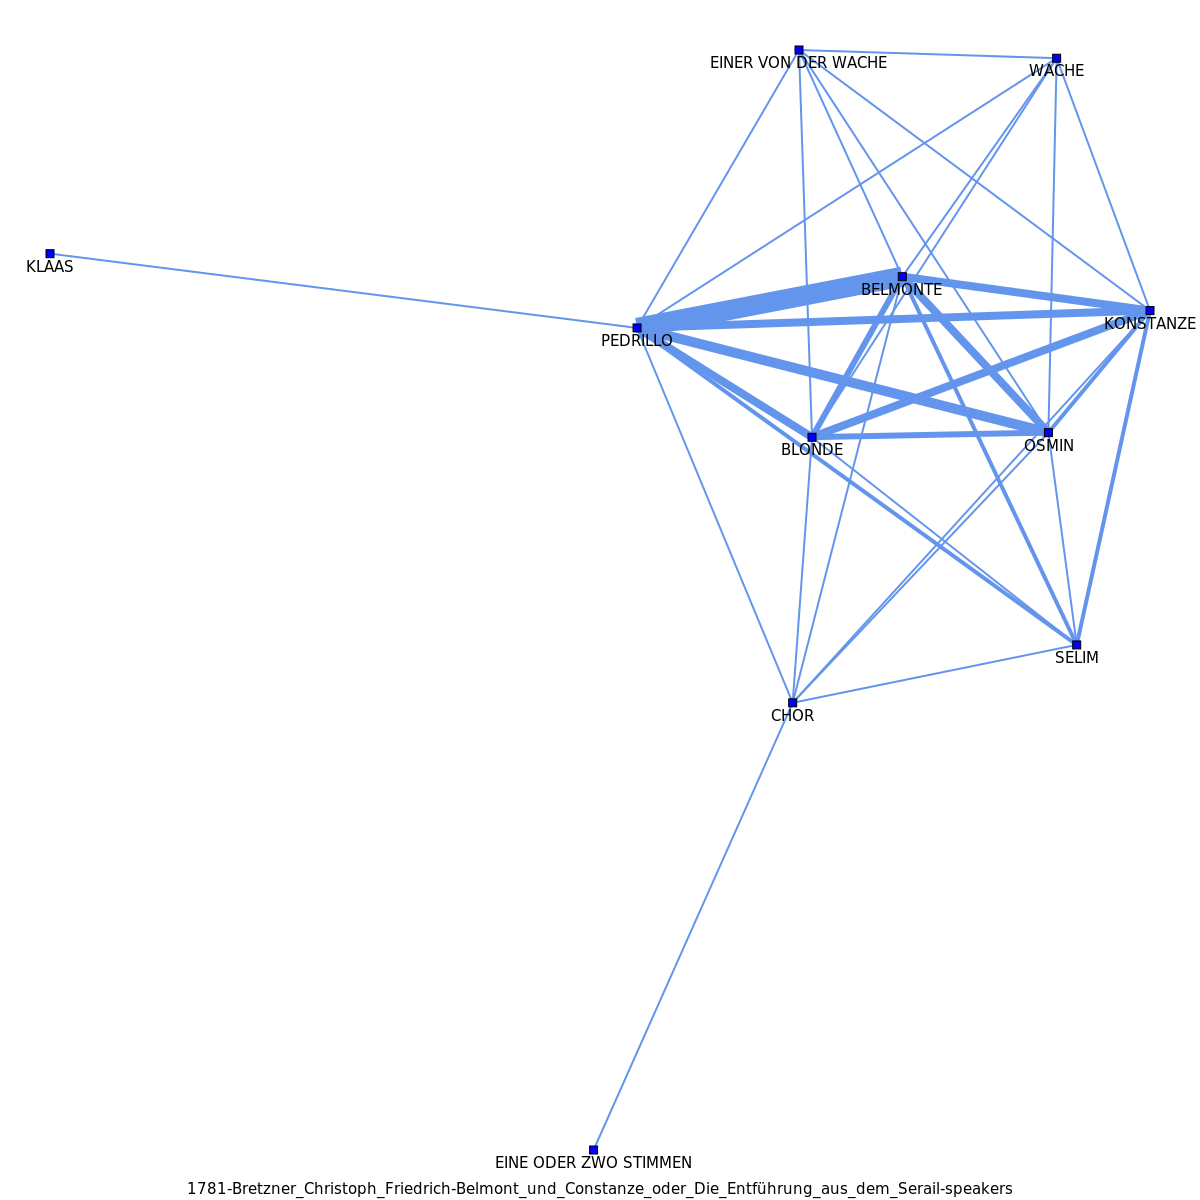 EINER VON DER WACHE
WACHE
KLAAS
BELMONTE
KONSTANZE
PEDRILLO
BLONDE
OSMIN
SELIM
CHOR
EINE ODER ZWO STIMMEN
1781-Bretzner_Christoph_Friedrich-Belmont_und_Constanze_oder_Die_Entführung_aus_dem_Serail-speakers